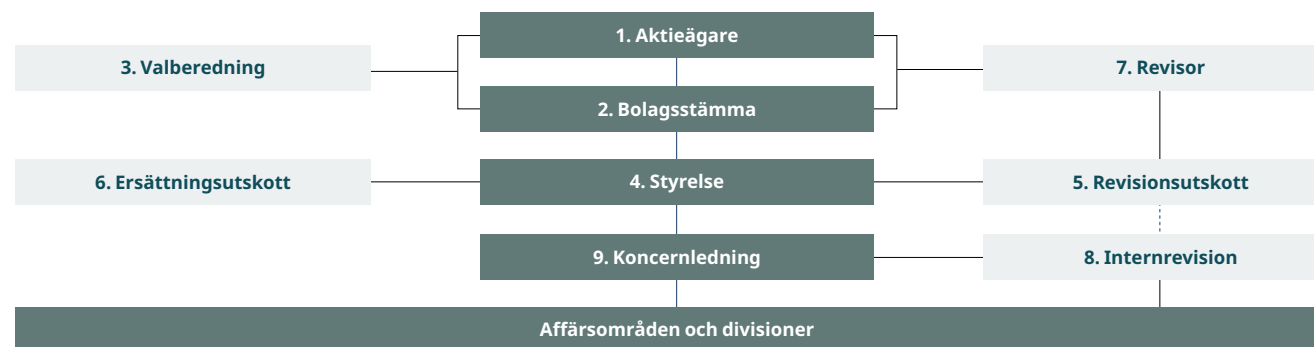 1. Aktieägare
3. Valberedning
7. Revisor
2. Bolagsstämma
6. Ersättningsutskott
4. Styrelse
5. Revisionsutskott
9. Koncernledning
8. Internrevision
Affärsområden och divisioner